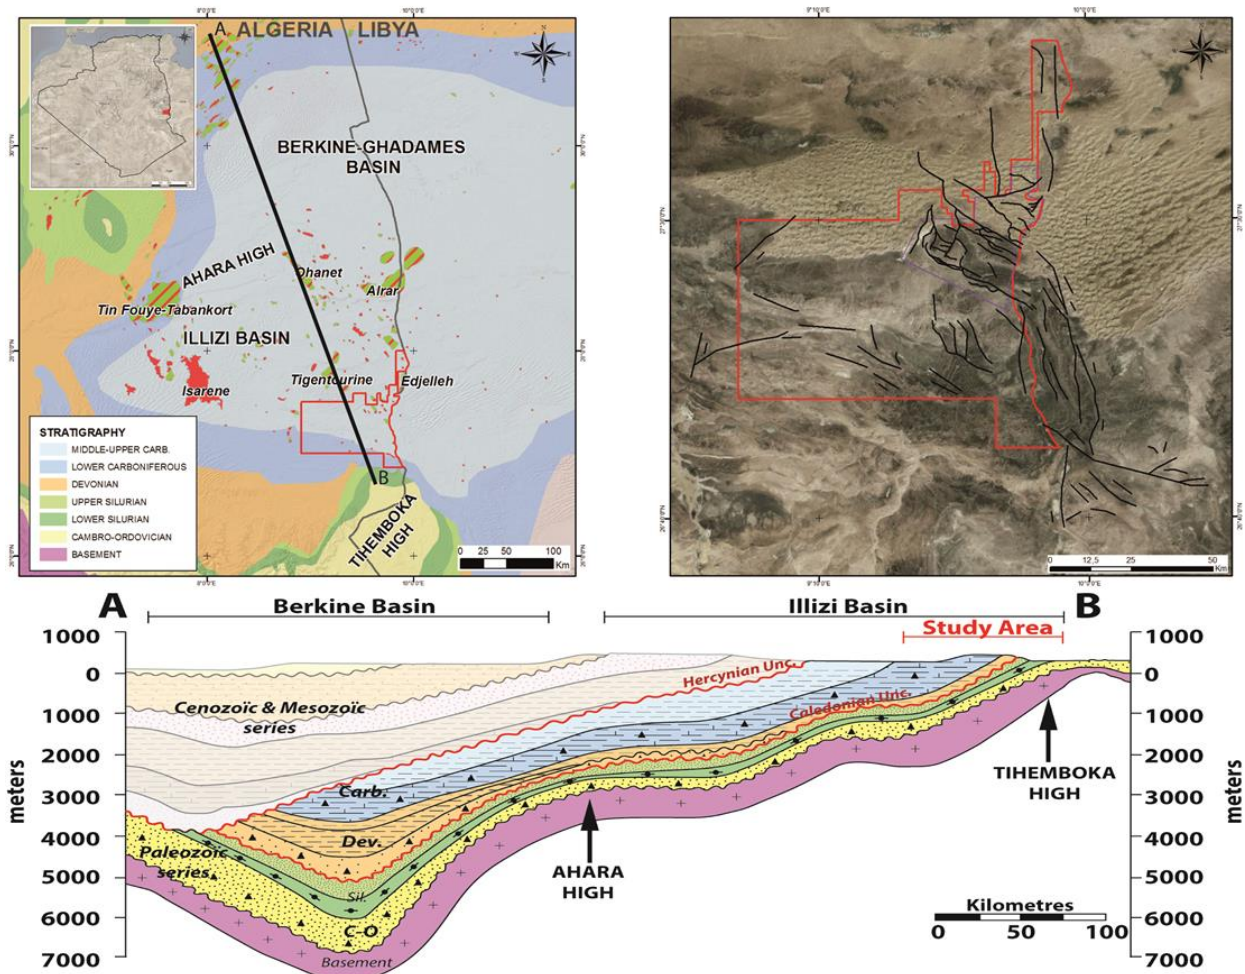 A ALGERIA LIBYA
BERKINE-GHADAMES
BASIN
AHARA HIGH
Ohanet
Alrar
Tin Fouye-Tabankort
ILLIZI BASIN
Isarene
Tigentourine
Edjelleh
B
TIHEMBOKA
HIGH
STRATIGRAPHY
MIDDLE-UPPER CARB.
LOWER CARBONIFEROUS
DEVONIAN
UPPER SILURIAN
LOWER SILURIAN
CAMBRO-ORDOVICIAN
BASEMENT
0 25 50 100
Km
0 12,5 25 50
Km
A
Berkine Basin
Illizi Basin
B
Study Area
1000
0
1000
2000
3000
4000
5000
6000
7000
meters
Hercynian Unc.
Caledonian Unc.
Cenozoïc & Mesozoïc
series
Carb.
Dev.
Paleozoïc
series
Sil.
C-O
Basement
AHARA
HIGH
TIHEMBOKA
HIGH
Kilometres
0 50 100
1000
0
1000
2000
3000
4000
5000
6000
7000
meters